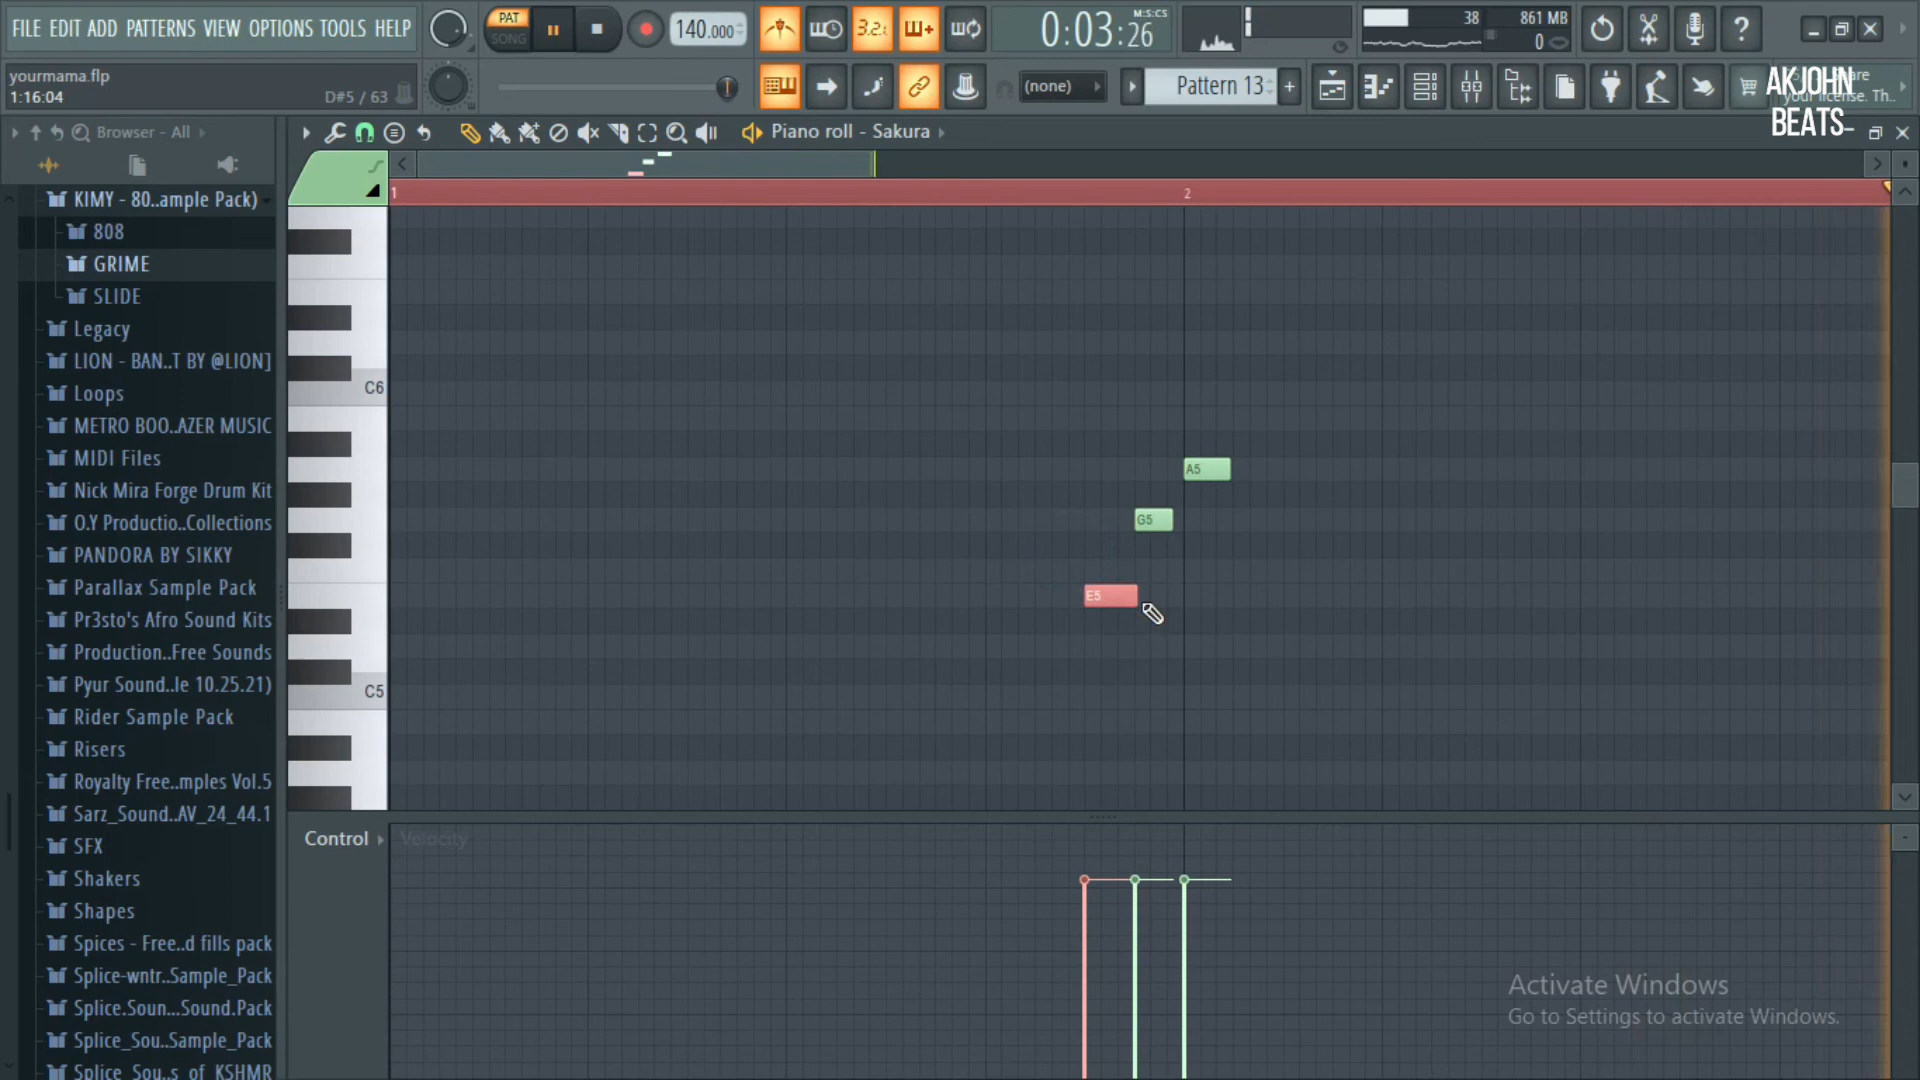 FILE EDIT ADD PATTERNS VIEW OPTIONS TOOLS HELP
PAT
SONG
140.000
3.2.
0:03:26
M:S:CS
38
861 MB
0
yourmama.flp
1:16:04
D#5 / 63
(none)
Pattern 13
your license. Th..
AKJOHN
BEATS_
Browser - All
Piano roll - Sakura
KIMY - 80..ample Pack)
808
GRIME
SLIDE
Legacy
LION - BAN..T BY @LION]
Loops
METRO BOO..AZER MUSIC
MIDI Files
Nick Mira Forge Drum Kit
O.Y Productio..Collections
PANDORA BY SIKKY
Parallax Sample Pack
Pr3sto's Afro Sound Kits
Production..Free Sounds
Pyur Sound..le 10.25.21)
Rider Sample Pack
Risers
Royalty Free..mples Vol.5
Sarz_Sound..AV_24_44.1
SFX
Shakers
Shapes
Spices - Free..d fills pack
Splice-wntr..Sample_Pack
Splice.Soun...Sound.Pack
Splice_Sou..Sample_Pack
Splice_Sou..s_of_KSHMR
1
2
C6
A5
G5
E5
C5
Control
Velocity
Activate Windows
Go to Settings to activate Windows.